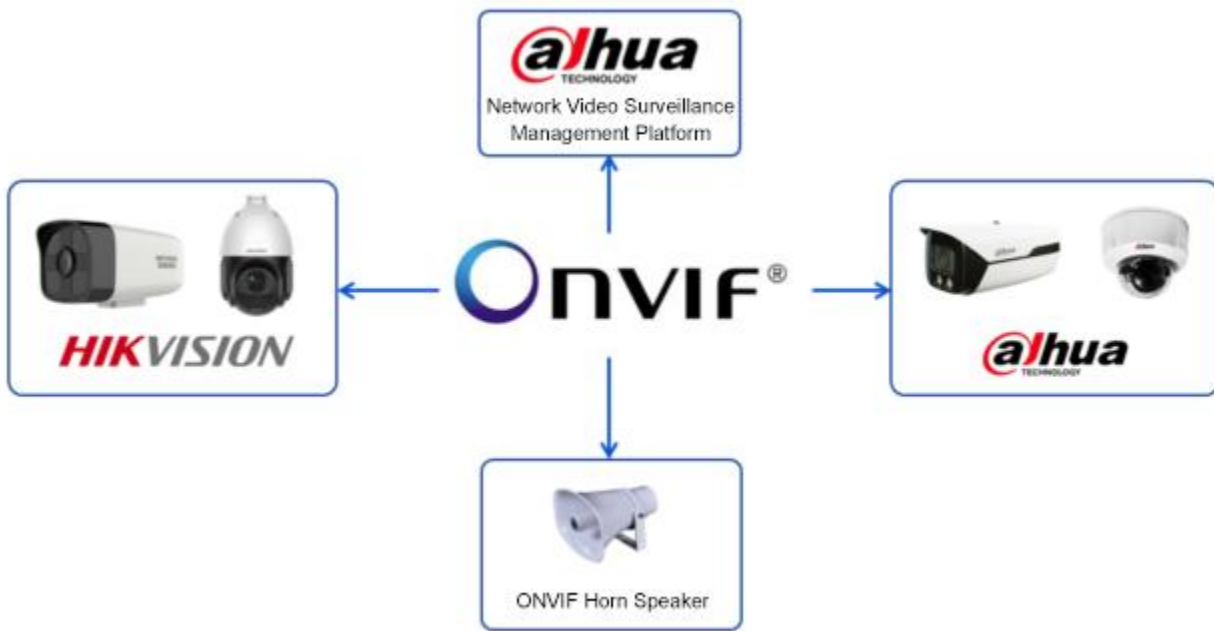 alhua
TECHNOLOGY
Network Video Surveillance
Management Platform
HIKVISION
ONVIF®
alhua
TECHNOLOGY
ONVIF Horn Speaker